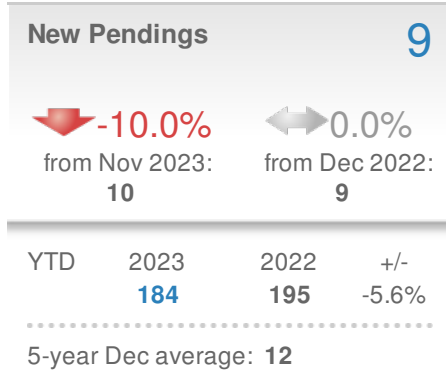 New Pendings 9
-10.0% 0.0%
from Nov 2023: from Dec 2022:
10 9
YTD 2023 2022 +/-
184 195 -5.6%
5-year Dec average: 12